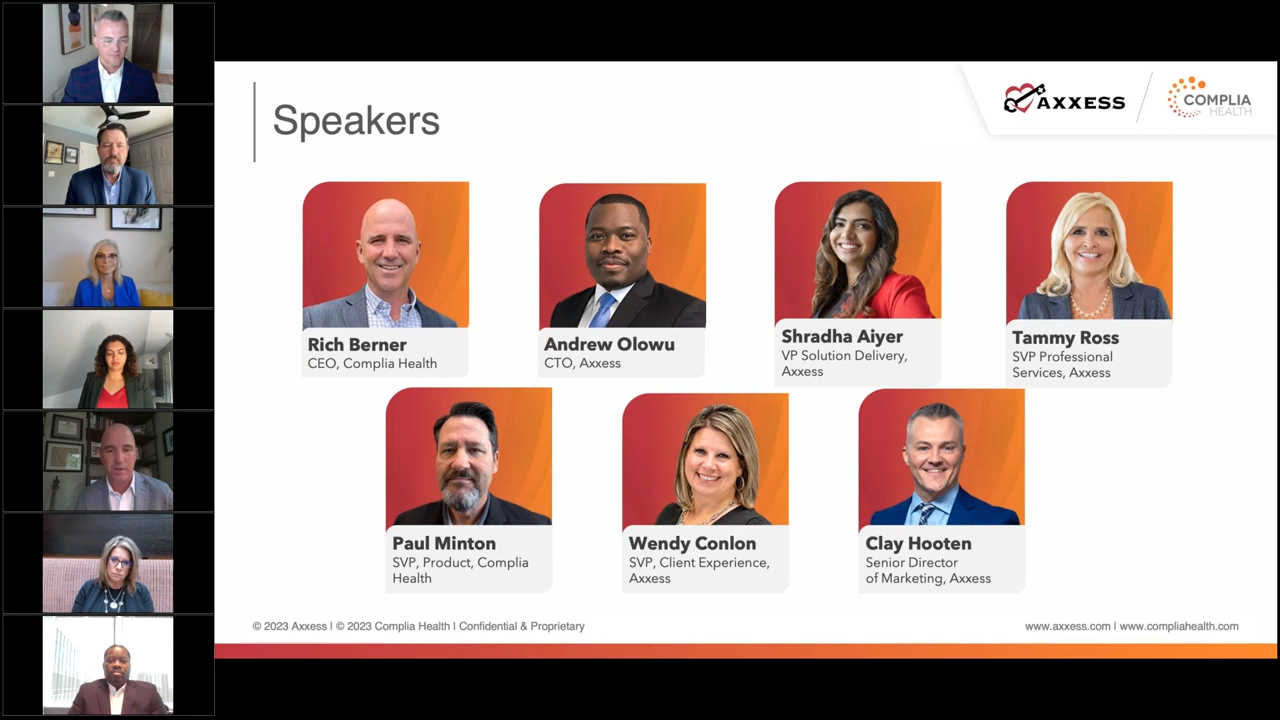 Speakers
AXXESS
COMPLIA
HEALTH
Rich Berner
CEO, Complia Health
Andrew Olowu
CTO, Axxess
Shradha Aiyer
VP Solution Delivery,
Axxess
Tammy Ross
SVP Professional
Services, Axxess
Paul Minton
SVP, Product, Complia
Health
Wendy Conlon
SVP, Client Experience,
Axxess
Clay Hooten
Senior Director
of Marketing, Axxess
© 2023 Axxess | © 2023 Complia Health | Confidential & Proprietary
www.axxess.com | www.compliahealth.com